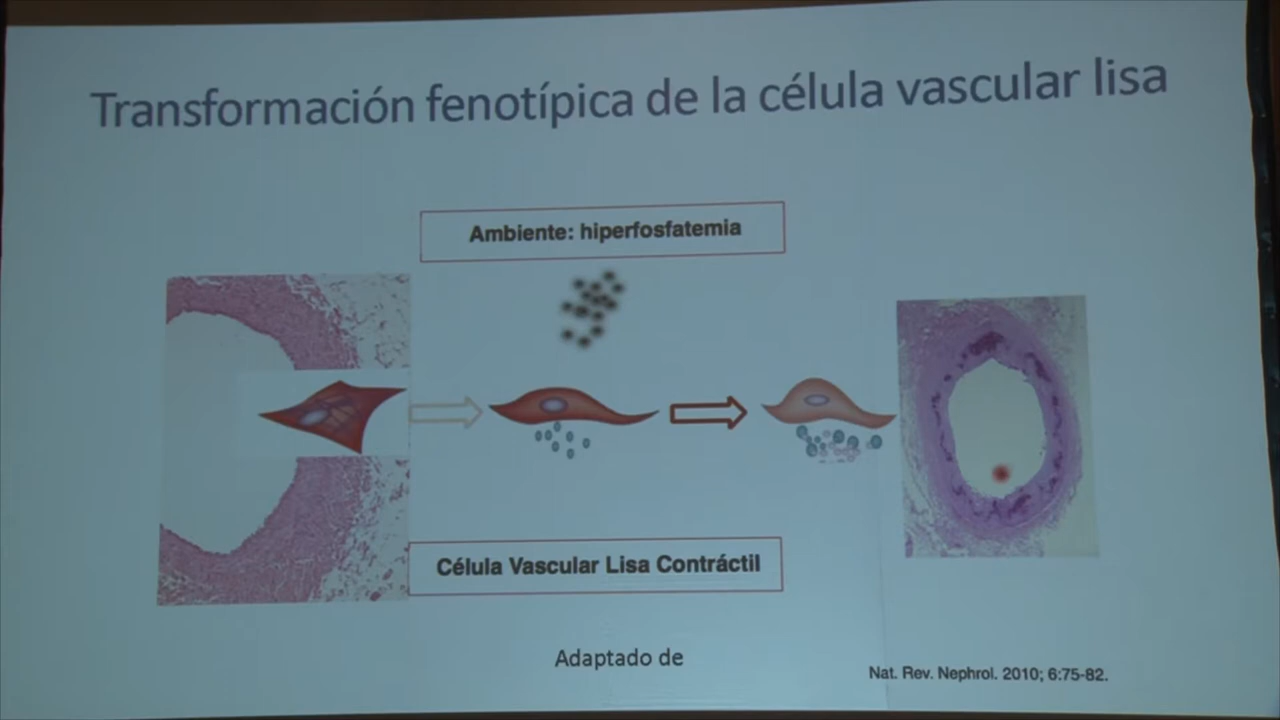 Transformación fenotípica de la célula vascular lisa
Ambiente: hiperfosfatemia
Célula Vascular Lisa Contráctil
Adaptado de
Nat. Rev. Nephrol. 2010; 6:75-82.